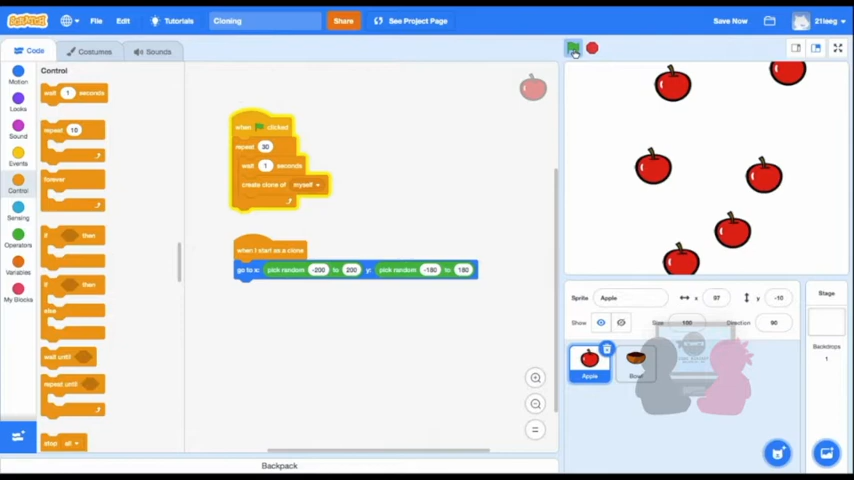 SCRATCH File Edit Tutorials Cloning Share See Project Page Save Now 21leeg
Code Costumes Sounds
Motion
Looks
Sound
Events
Control
Sensing
Operators
Variables
My Blocks
Control
wait 1 seconds
repeat 10
forever
if then
if then
else
wait until
repeat until
stop all
when clicked
repeat 30
wait 1 seconds
create clone of myself
when I start as a clone
go to x: pick random -200 to 200 y: pick random -180 to 180
Sprite Apple x 97 y -10
Show Size 100 Direction 90
Apple
Bowl
Stage
Backdrops
1
Backpack